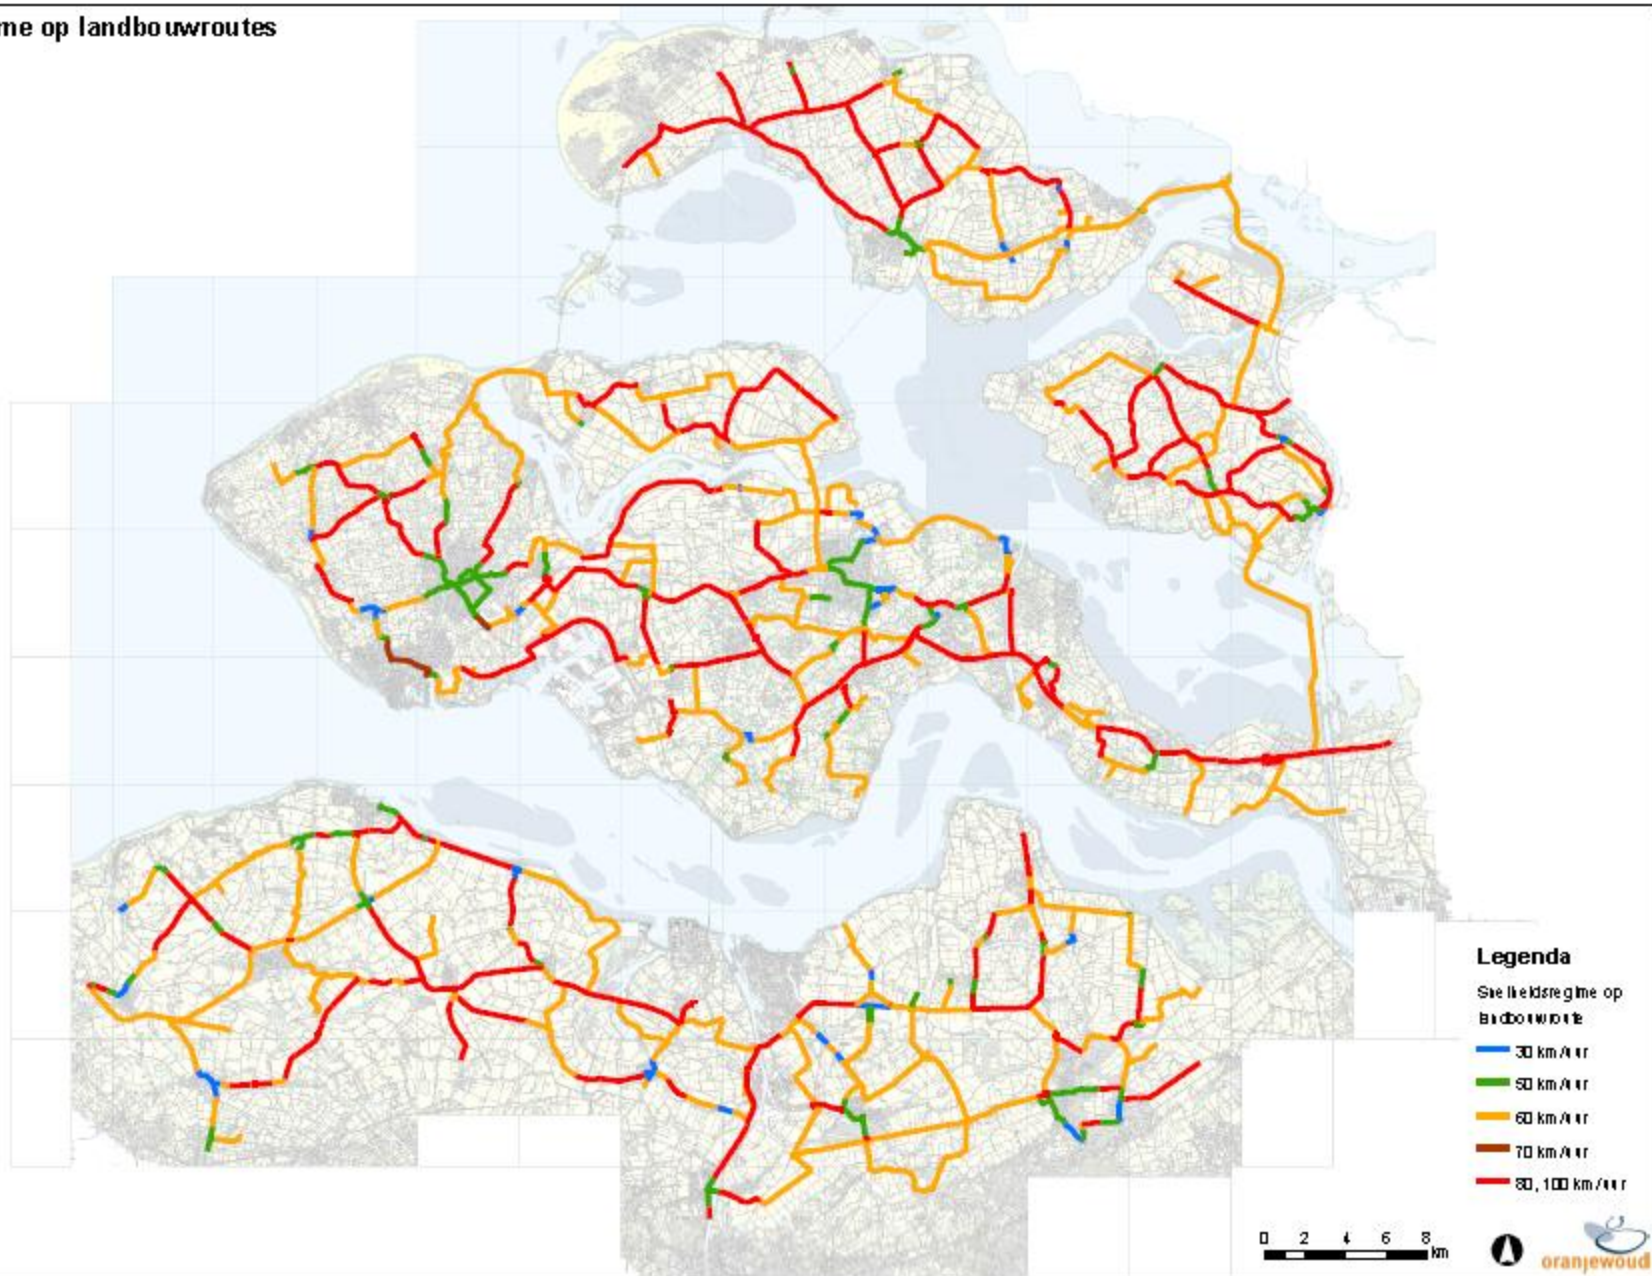 me op landbouwroutes
Legenda
Snelheidsregime op
landbouwroute
30 km/uur
50 km/uur
60 km/uur
70 km/uur
80, 100 km/uur
0 2 4 6 8
km
oranjewoud